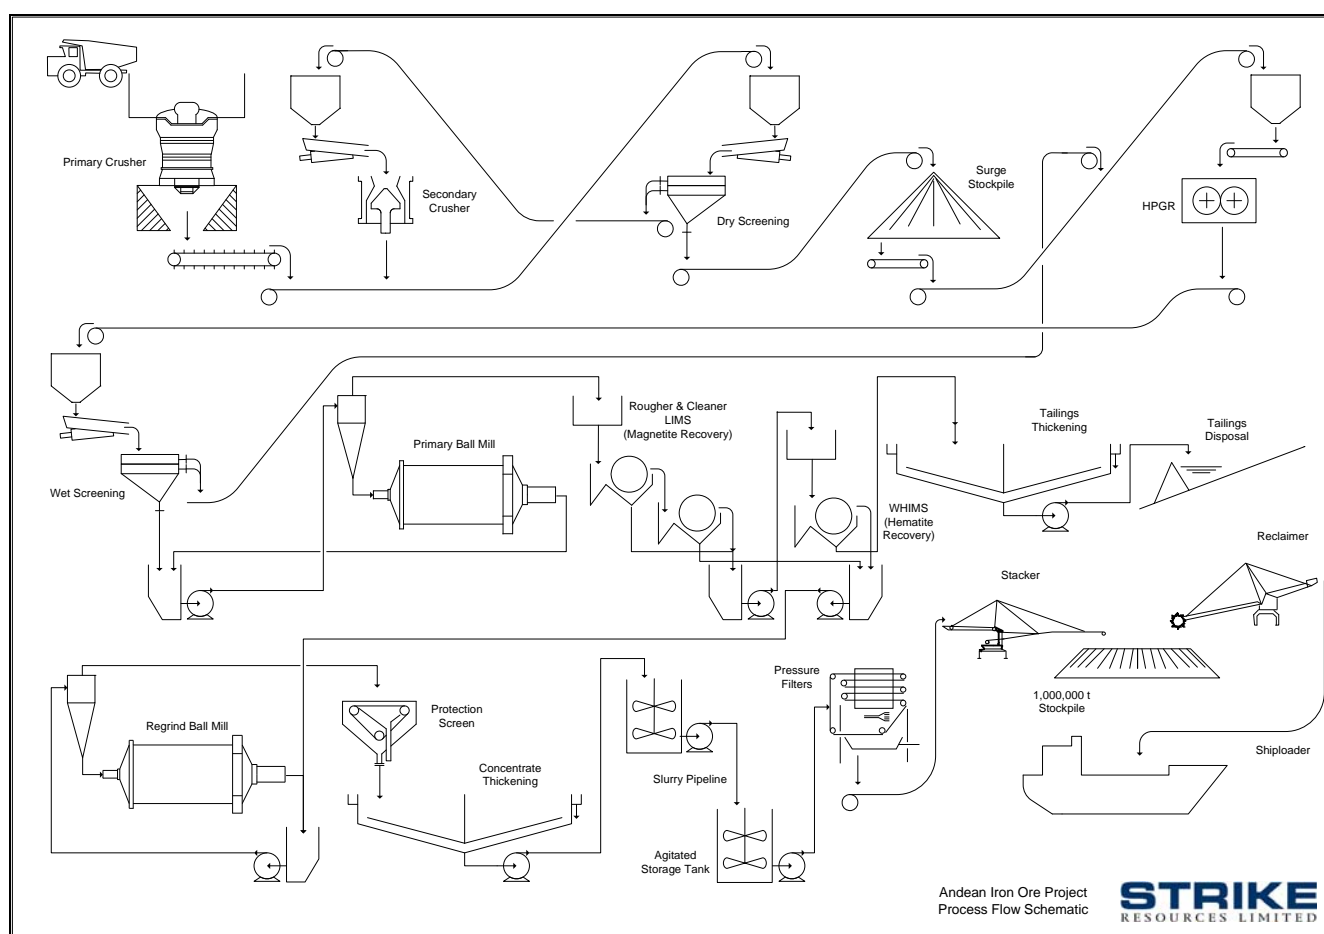 Primary Crusher
Secondary
Crusher
Dry Screening
Surge
Stockpile
HPGR
Wet Screening
Primary Ball Mill
Rougher & Cleaner
LIMS
(Magnetite Recovery)
WHIMS
(Hematite
Recovery)
Tailings
Thickening
Tailings
Disposal
Reclaimer
Stacker
1,000,000 t
Stockpile
Shiploader
Regrind Ball Mill
Protection
Screen
Concentrate
Thickening
Slurry Pipeline
Agitated
Storage Tank
Pressure
Filters
Andean Iron Ore Project
Process Flow Schematic
STRIKE
RESOURCES LIMITED